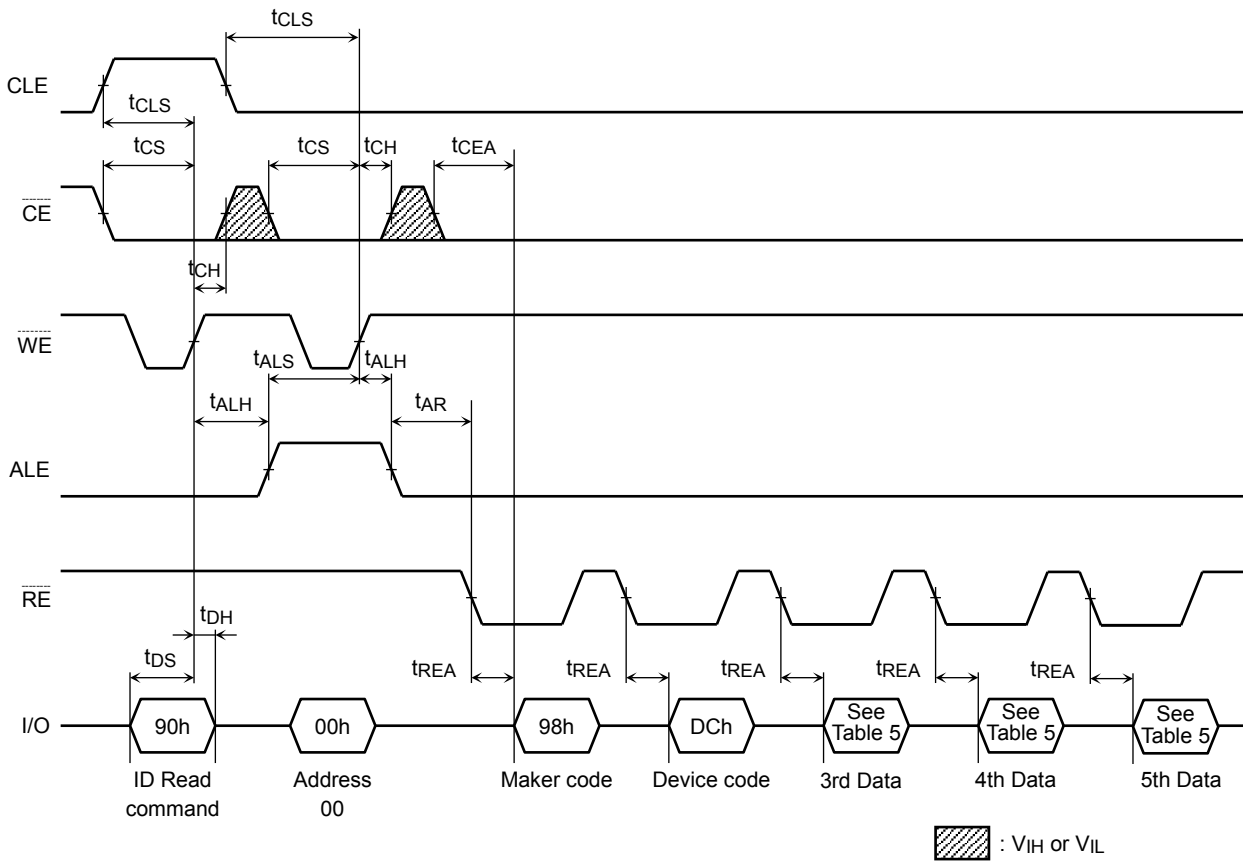 tCLS
CLE
tCLS
tCS
tCS
tCH
tCEA
CE
tCH
WE
tALS
tALH
tALH
tAR
ALE
RE
tDH
tDS
tREA
tREA
tREA
tREA
tREA
I/O
90h
00h
98h
DCh
See
Table 5
See
Table 5
See
Table 5
ID Read
command
Address
00
Maker code
Device code
3rd Data
4th Data
5th Data
: VIH or VIL